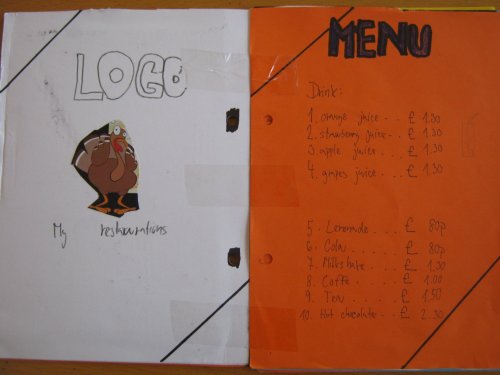 LOGO
My restaurations
MENU
Drink:
1. orange juice . . £ 1.30
2. strawberry juice . . £ 1.30
3. apple juice . . . £ 1.30
4. grapes juice . . . £ 1.30
5. Lemonade . . . £ 80p
6. Cola . . . . . £ 80p
7. Milkshake . . . . £ 1.30
8. Coffe . . . . . £ 1.00
9. Tea . . . . . £ 1.50
10. Hot chocolate . . £ 2.30